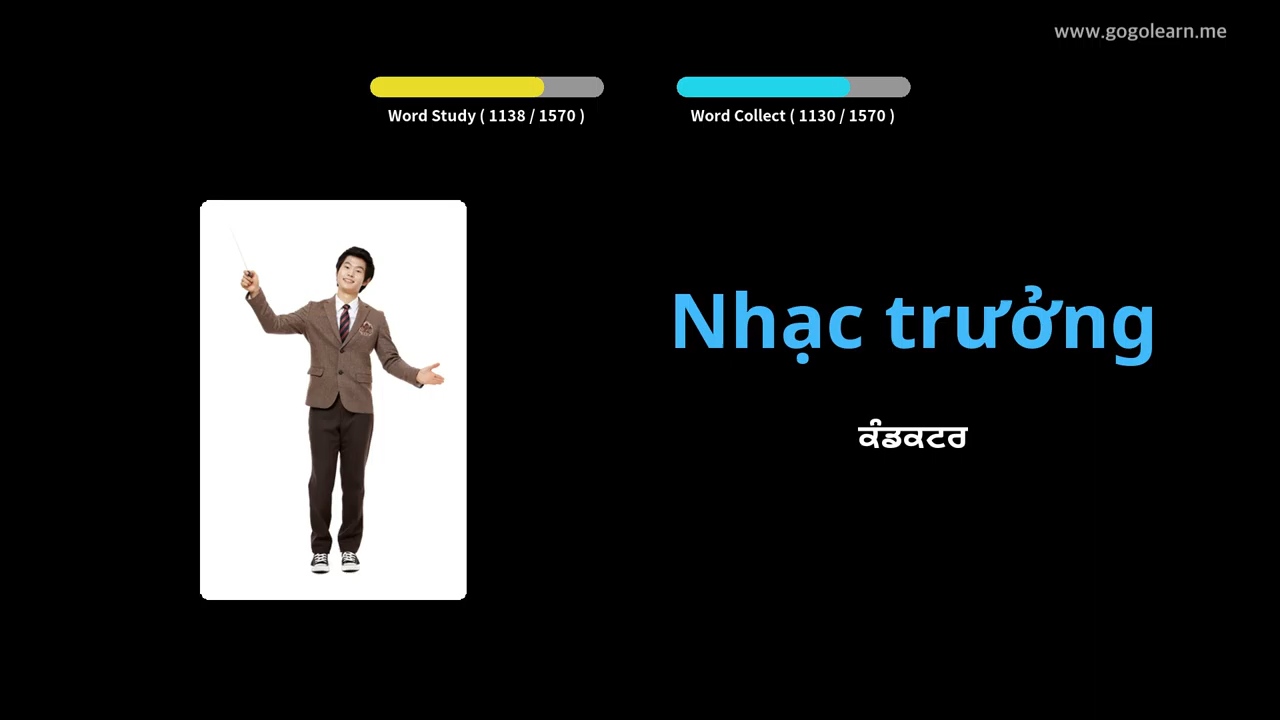 www.gogolearn.me
Word Study ( 1138 / 1570 )
Word Collect ( 1130 / 1570 )
Nhạc trưởng
ਕੰਡਕਟਰ